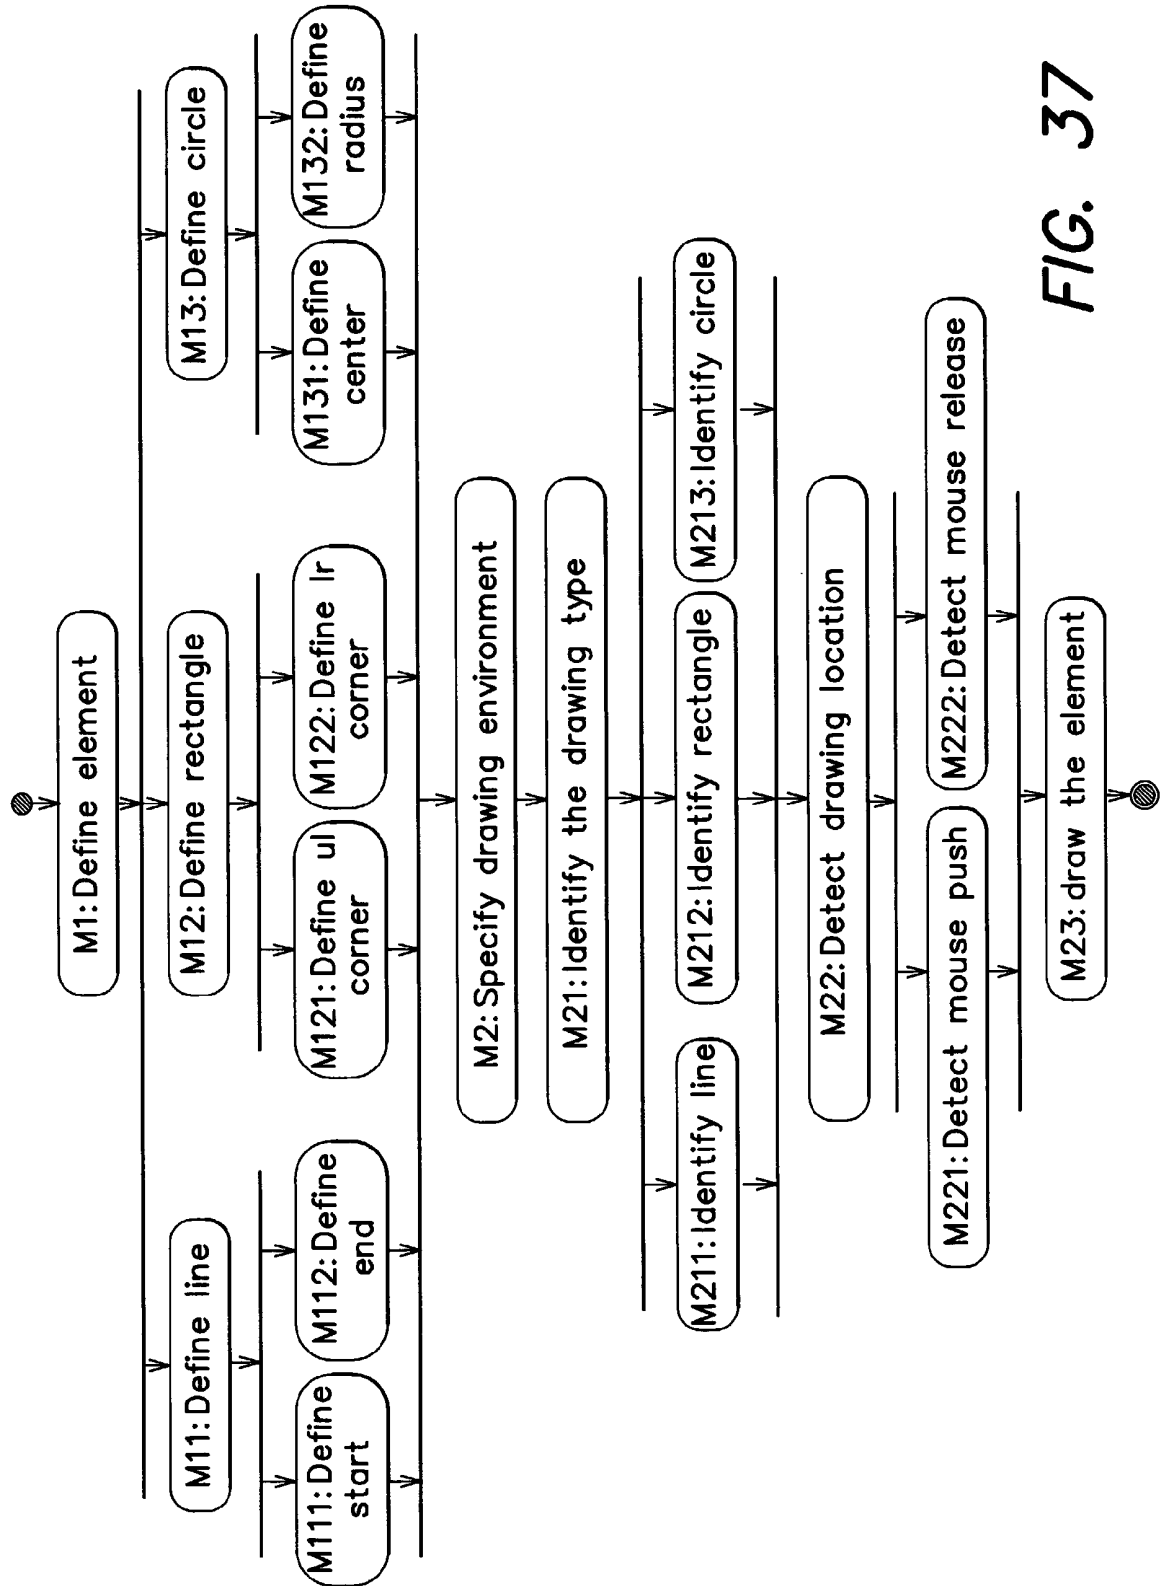 M1:Define element
M11:Define line
M12:Define rectangle
M13:Define circle
M111:Define
start
M112:Define
end
M121:Define ul
corner
M122:Define lr
corner
M131:Define
center
M132:Define
radius
M2:Specify drawing environment
M21:Identify the drawing type
M211:Identify line
M212:Identify rectangle
M213:Identify circle
M22:Detect drawing location
M221:Detect mouse push
M222:Detect mouse release
M23:draw the element
FIG. 37